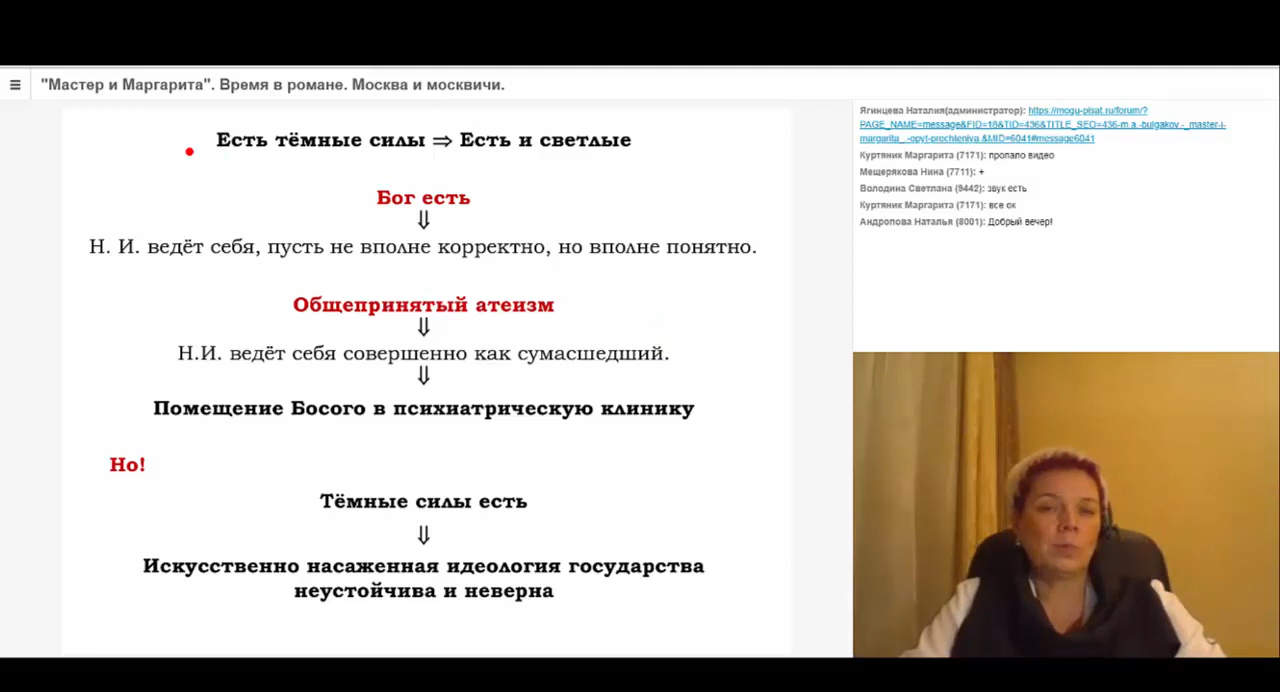 "Мастер и Маргарита". Время в романе. Москва и москвичи.
Есть тёмные силы ⇒ Есть и светлые
Бог есть
⇓
Н. И. ведёт себя, пусть не вполне корректно, но вполне понятно.
Общепринятый атеизм
⇓
Н.И. ведёт себя совершенно как сумасшедший.
⇓
Помещение Босого в психиатрическую клинику
Но!
Тёмные силы есть
⇓
Искусственно насаженная идеология государства
неустойчива и неверна
Ягинцева Наталия(администратор): https://mogu-pisat.ru/forum/?
PAGE_NAME=message&FID=18&TID=436&TITLE_SEO=436-m.a.-bulgakov.-_master-i-
margarita_.-opyt-prochteniya.&MID=6041#message6041
Куртяник Маргарита (7171): пропало видео
Мещерякова Нина (7711): +
Володина Светлана (9442): звук есть
Куртяник Маргарита (7171): все ок
Андропова Наталья (8001): Добрый вечер!